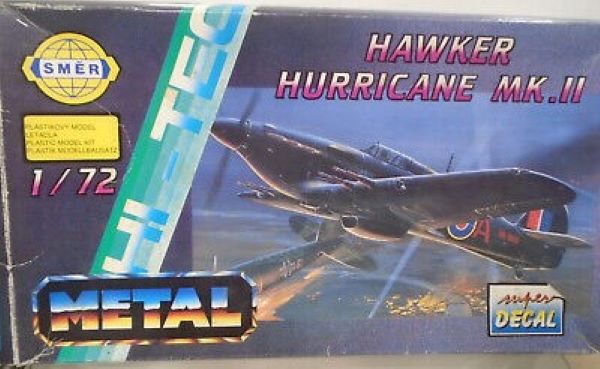 SMĚR
PLASTIKOVÝ MODEL
LETADLA
PLASTIC MODEL KIT
PLASTIK MODELLBAUSATZ
1/72
HI-TEC
HAWKER
HURRICANE MK.II
METAL
A
super
DECAL